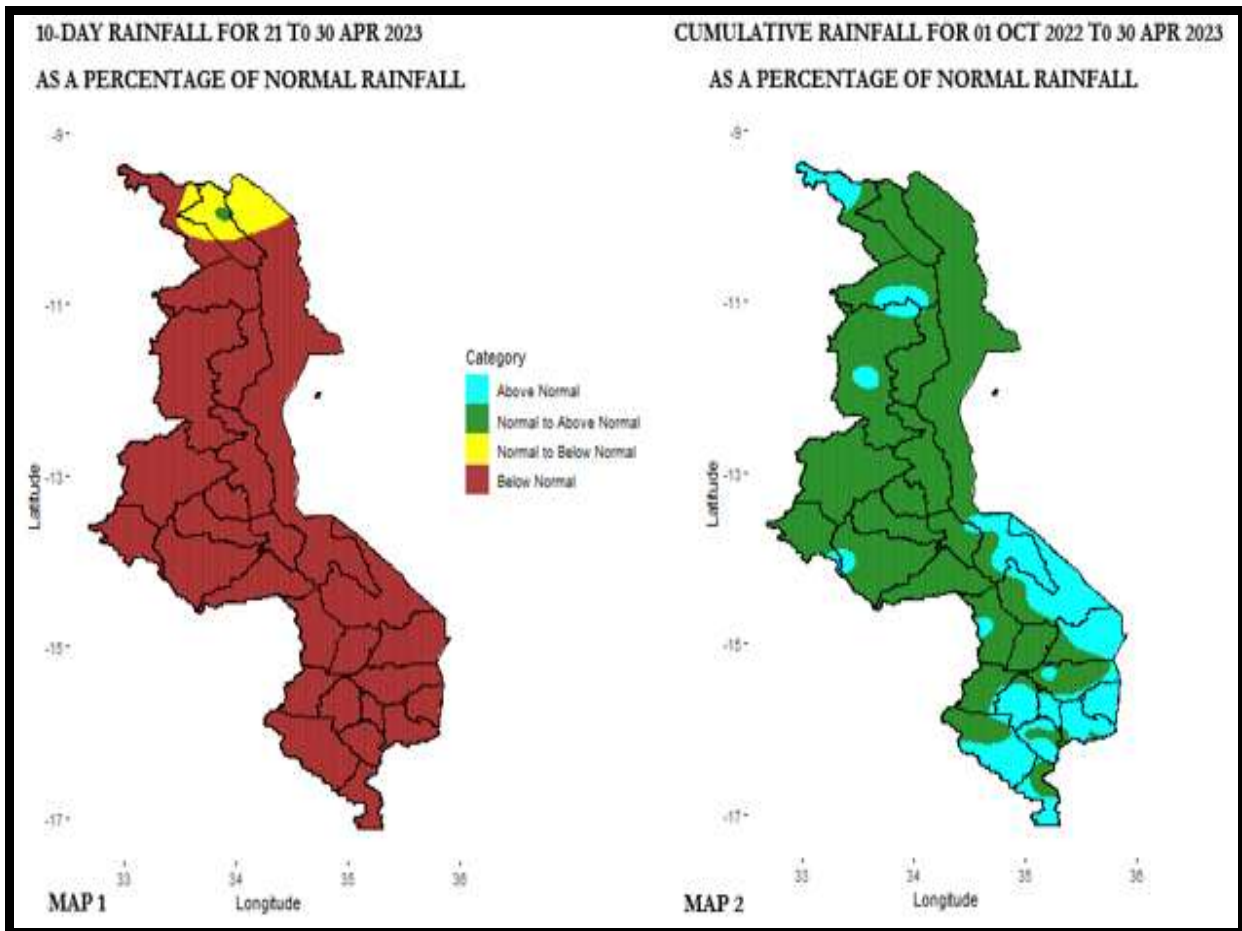 10-DAY RAINFALL FOR 21 T0 30 APR 2023
AS A PERCENTAGE OF NORMAL RAINFALL
-9
-11
-13
-15
-17
Latitude
33
34
35
36
Longitude
MAP 1
Category
Above Normal
Normal to Above Normal
Normal to Below Normal
Below Normal
CUMULATIVE RAINFALL FOR 01 OCT 2022 T0 30 APR 2023
AS A PERCENTAGE OF NORMAL RAINFALL
-9
-11
-13
-15
-17
Latitude
33
34
35
36
Longitude
MAP 2